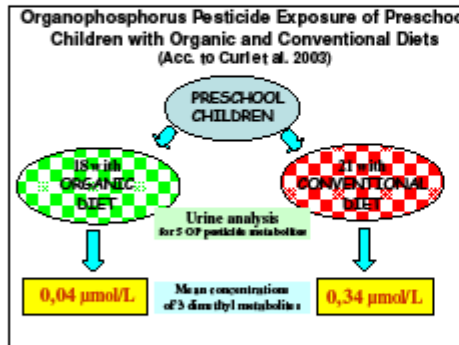 Organophosphorus Pesticide Exposure of Preschoo
Children with Organic and Conventional Diets
(Acc. to Curl et al. 2003)
PRESCHOOL
CHILDREN
18 with
ORGANIC
DIET
21 with
CONVENTIONAL
DIET
Urine analysis
for 5 OP pesticide metabolites
0,04 µmol/L
Mean concentrations
of 3 dimethyl metabolites
0,34 µmol/L